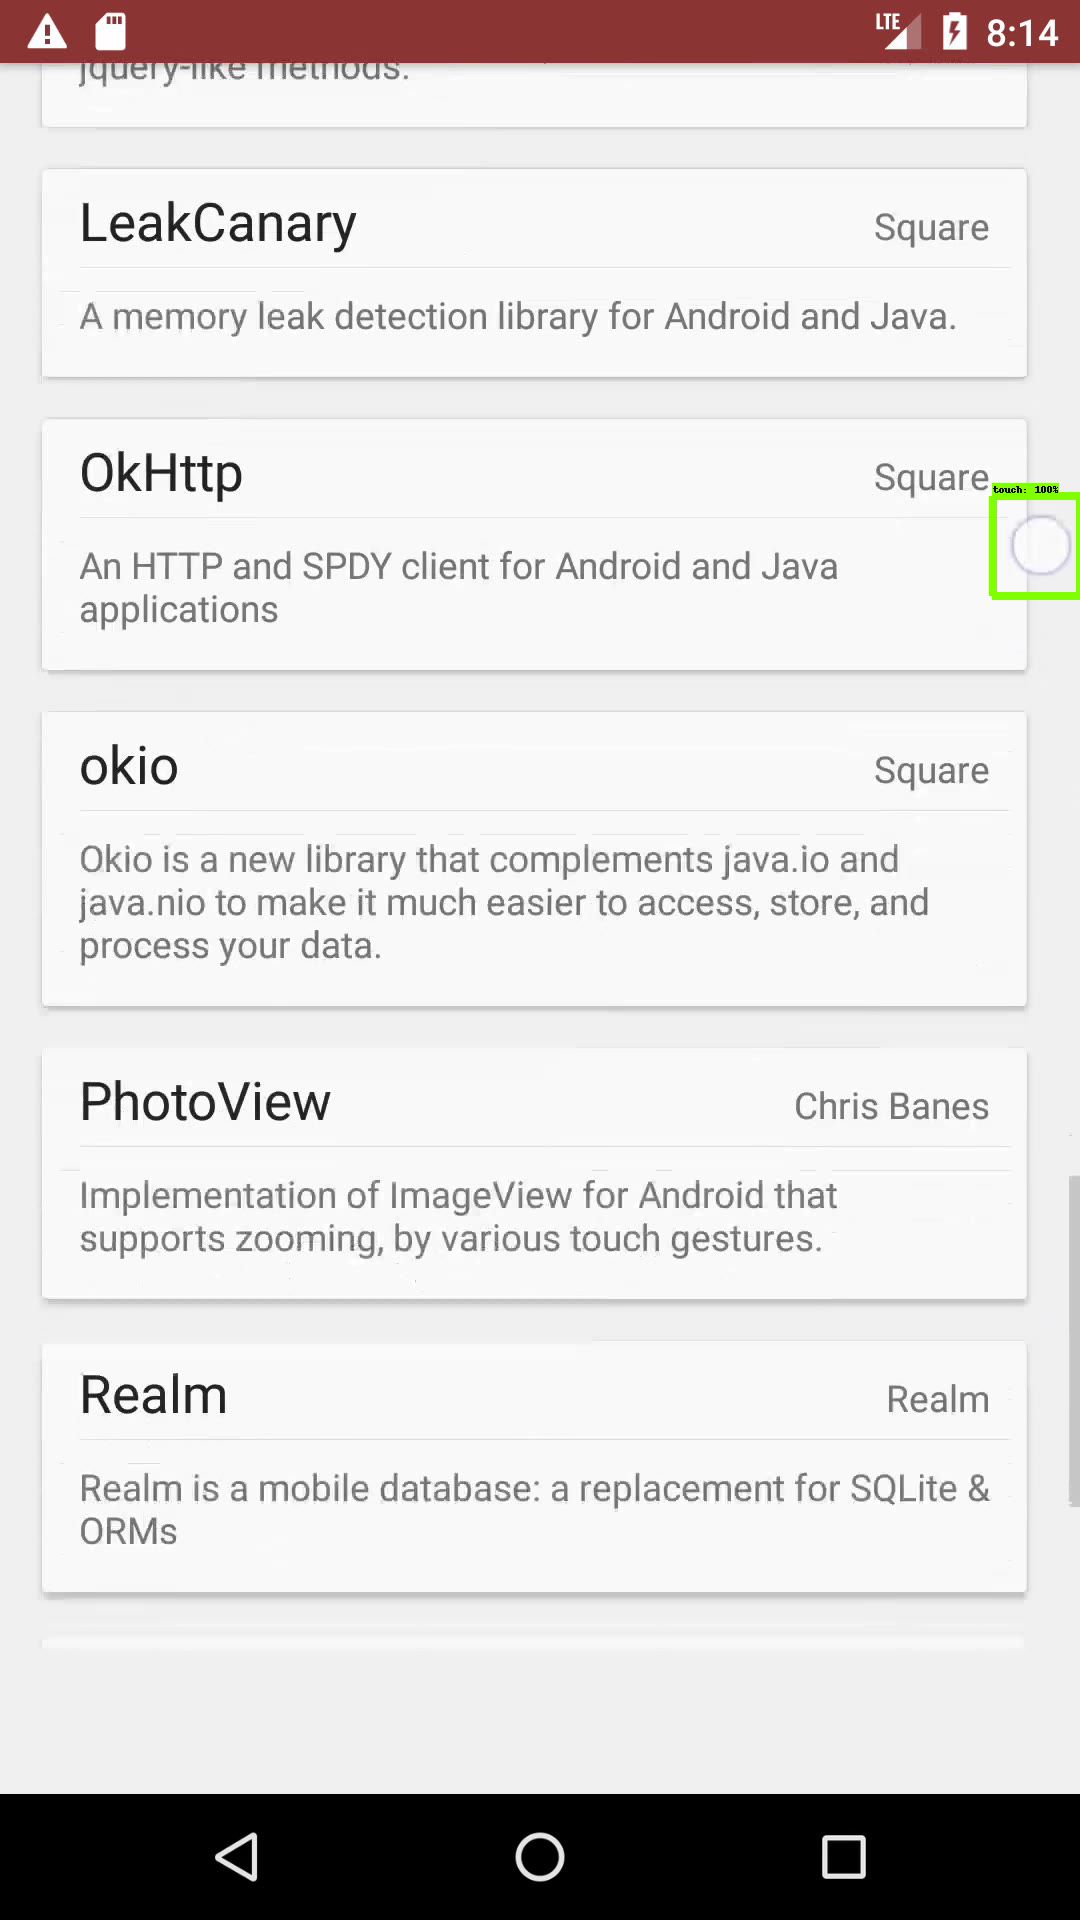 LTE 8:14
jquery-like methods.
LeakCanary Square
A memory leak detection library for Android and Java.
OkHttp Square
touch: 100%
An HTTP and SPDY client for Android and Java
applications
okio Square
Okio is a new library that complements java.io and
java.nio to make it much easier to access, store, and
process your data.
PhotoView Chris Banes
Implementation of ImageView for Android that
supports zooming, by various touch gestures.
Realm Realm
Realm is a mobile database: a replacement for SQLite &
ORMs